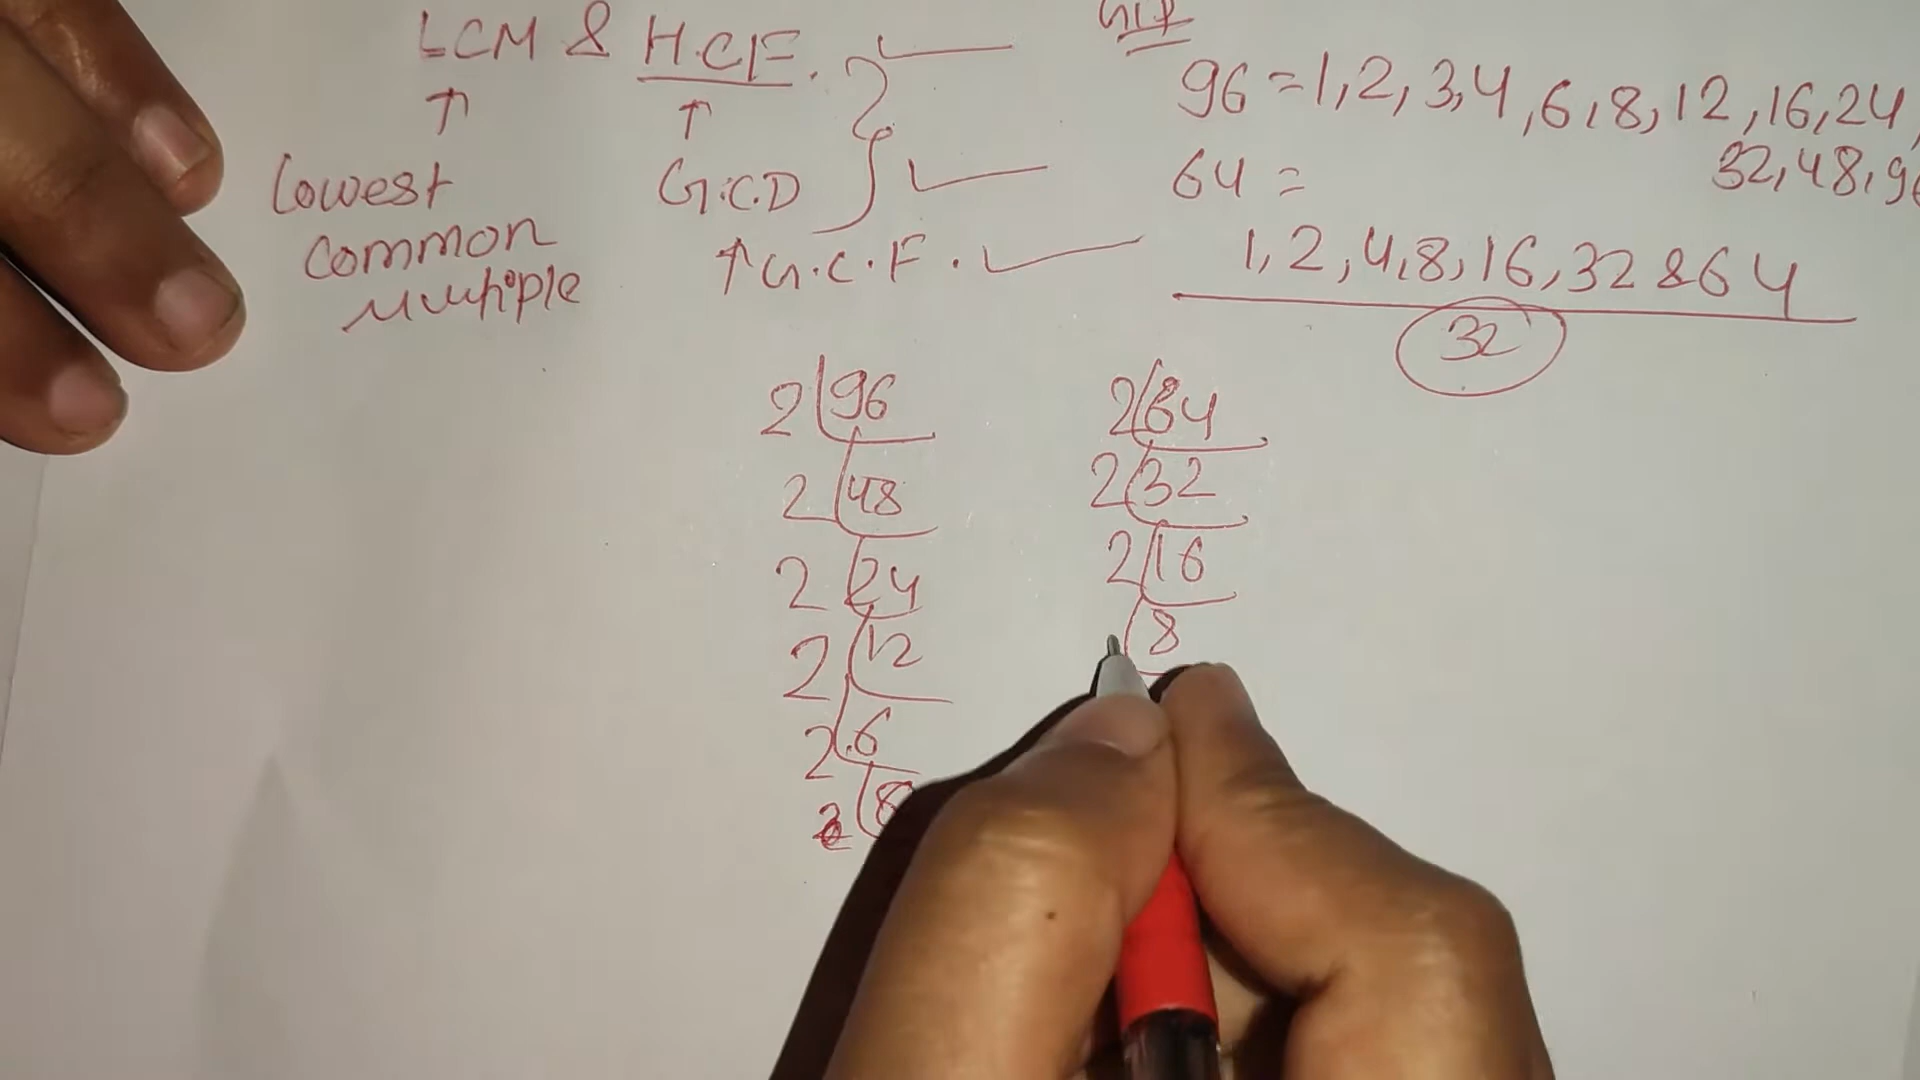 LCM & H.C.F.
↑ ↑
Lowest G.C.D
common ↑ G.C.F.
Multiple
96 = 1, 2, 3, 4, 6, 8, 12, 16, 24,
32, 48, 96
64 =
1, 2, 4, 8, 16, 32 & 64
32
2 96
2 48
2 24
2 12
2 6
2 64
2 32
2 16
8